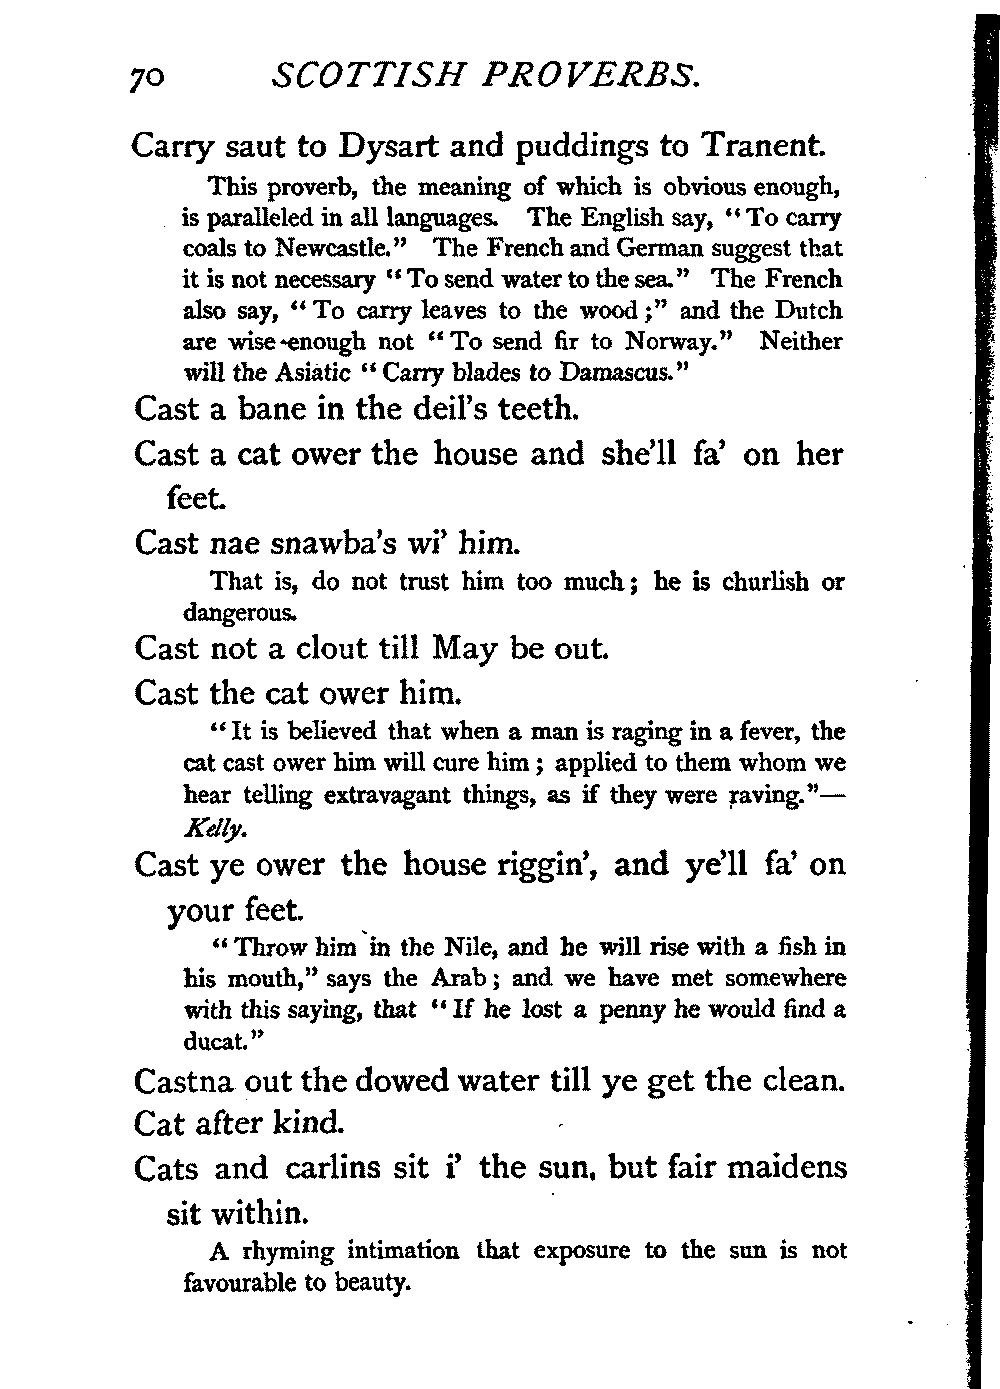 70 SCOTTISH PROVERBS.
Carry saut to Dysart and puddings to Tranent.
This proverb, the meaning of which is obvious enough,
is paralleled in all languages. The English say, "To carry
coals to Newcastle." The French and German suggest that
it is not necessary "To send water to the sea." The French
also say, "To carry leaves to the wood;" and the Dutch
are wise enough not "To send fir to Norway." Neither
will the Asiatic "Carry blades to Damascus."
Cast a bane in the deil's teeth.
Cast a cat ower the house and she'll fa' on her
feet.
Cast nae snawba's wi' him.
That is, do not trust him too much; he is churlish or
dangerous.
Cast not a clout till May be out.
Cast the cat ower him.
"It is believed that when a man is raging in a fever, the
cat cast ower him will cure him; applied to them whom we
hear telling extravagant things, as if they were raving."—
Kelly.
Cast ye ower the house riggin', and ye'll fa' on
your feet.
"Throw him in the Nile, and he will rise with a fish in
his mouth," says the Arab; and we have met somewhere
with this saying, that "If he lost a penny he would find a
ducat."
Castna out the dowed water till ye get the clean.
Cat after kind.
Cats and carlins sit i' the sun, but fair maidens
sit within.
A rhyming intimation that exposure to the sun is not
favourable to beauty.